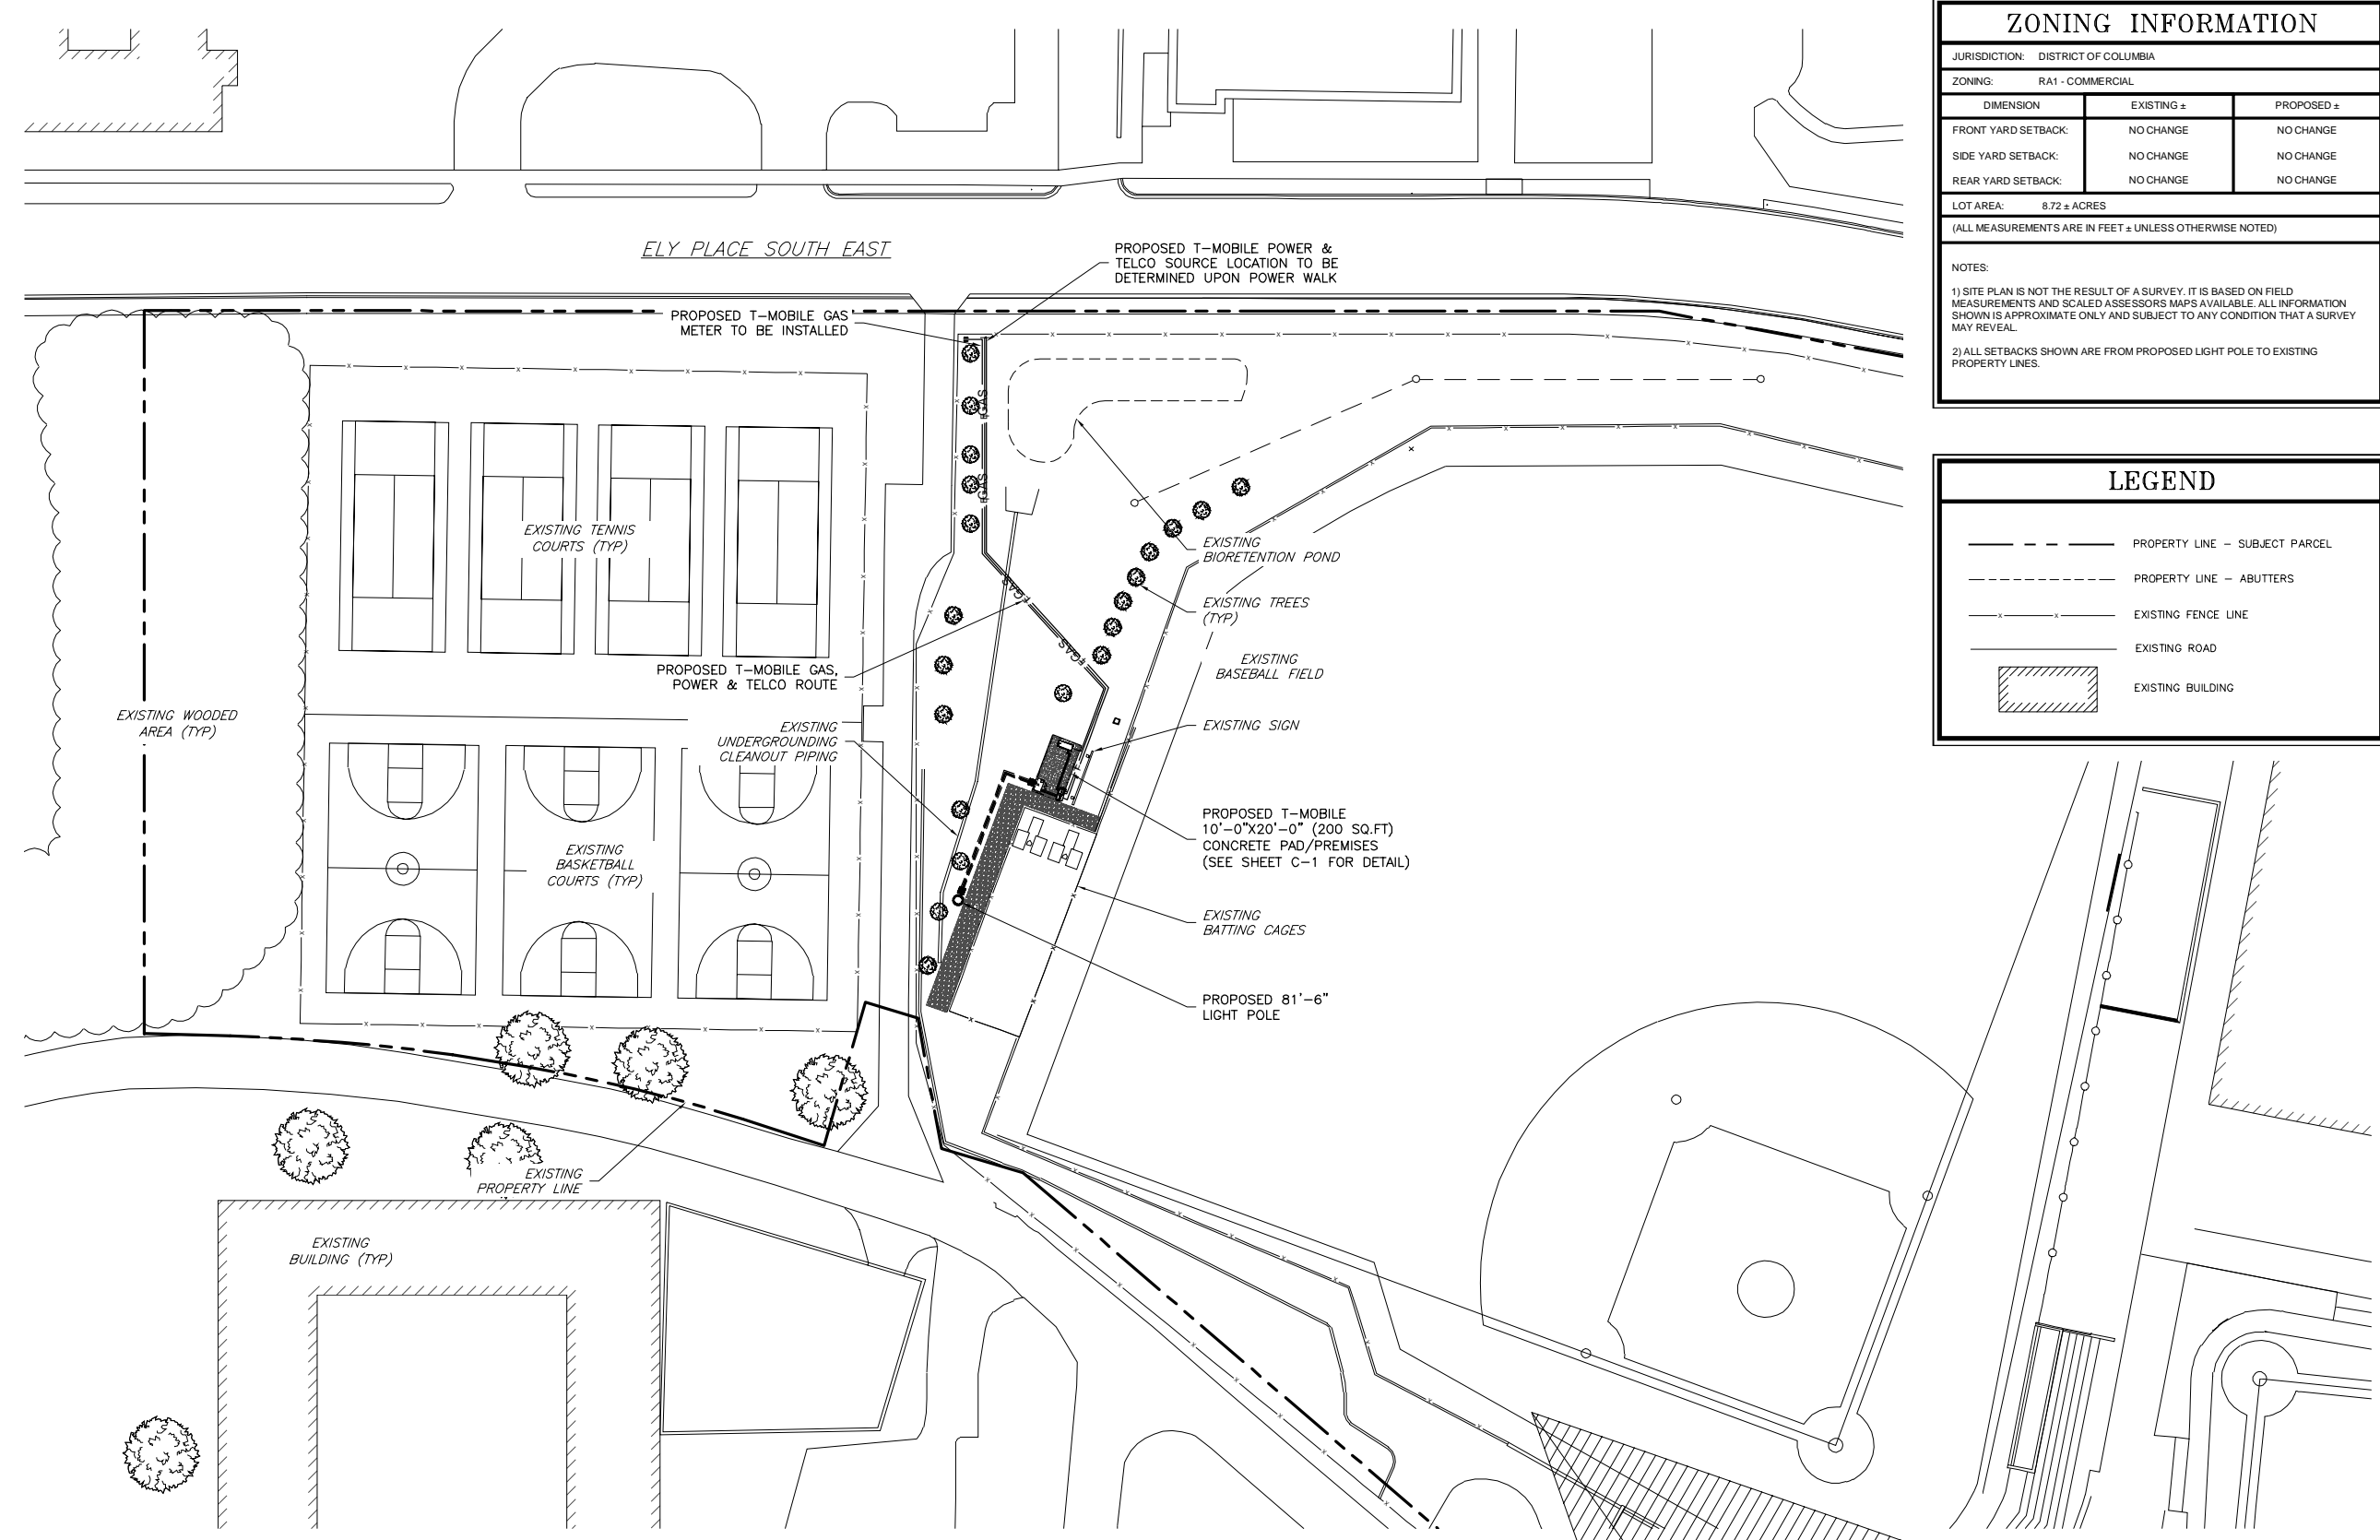 ZONING INFORMATION
JURISDICTION: DISTRICT OF COLUMBIA
ZONING: RA1 - COMMERCIAL
DIMENSION EXISTING ± PROPOSED ±
FRONT YARD SETBACK: NO CHANGE NO CHANGE
SIDE YARD SETBACK: NO CHANGE NO CHANGE
REAR YARD SETBACK: NO CHANGE NO CHANGE
LOT AREA: 8.72 ± ACRES
(ALL MEASUREMENTS ARE IN FEET ± UNLESS OTHERWISE NOTED)
NOTES:
1) SITE PLAN IS NOT THE RESULT OF A SURVEY. IT IS BASED ON FIELD
MEASUREMENTS AND SCALED ASSESSORS MAPS AVAILABLE. ALL INFORMATION
SHOWN IS APPROXIMATE ONLY AND SUBJECT TO ANY CONDITION THAT A SURVEY
MAY REVEAL.
2) ALL SETBACKS SHOWN ARE FROM PROPOSED LIGHT POLE TO EXISTING
PROPERTY LINES.
LEGEND
PROPERTY LINE – SUBJECT PARCEL
PROPERTY LINE – ABUTTERS
EXISTING FENCE LINE
EXISTING ROAD
EXISTING BUILDING
ELY PLACE SOUTH EAST
PROPOSED T–MOBILE POWER &
TELCO SOURCE LOCATION TO BE
DETERMINED UPON POWER WALK
PROPOSED T–MOBILE GAS
METER TO BE INSTALLED
GAS
GAS
GAS
GAS
EXISTING TENNIS
COURTS (TYP)
EXISTING
BIORETENTION POND
EXISTING TREES
(TYP)
EXISTING
BASEBALL FIELD
PROPOSED T–MOBILE GAS,
POWER & TELCO ROUTE
EXISTING WOODED
AREA (TYP)
EXISTING
UNDERGROUNDING
CLEANOUT PIPING
EXISTING SIGN
PROPOSED T–MOBILE
10'–0"X20'–0" (200 SQ.FT)
CONCRETE PAD/PREMISES
(SEE SHEET C–1 FOR DETAIL)
EXISTING
BASKETBALL
COURTS (TYP)
EXISTING
BATTING CAGES
PROPOSED 81'–6"
LIGHT POLE
EXISTING
PROPERTY LINE
EXISTING
BUILDING (TYP)